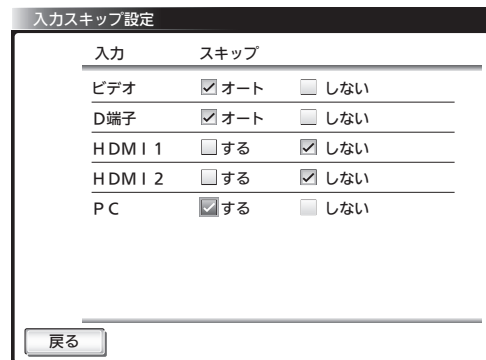 入力スキップ設定
入力 スキップ
ビデオ オート しない
D端子 オート しない
HDMI1 する しない
HDMI2 する しない
PC する しない
戻る